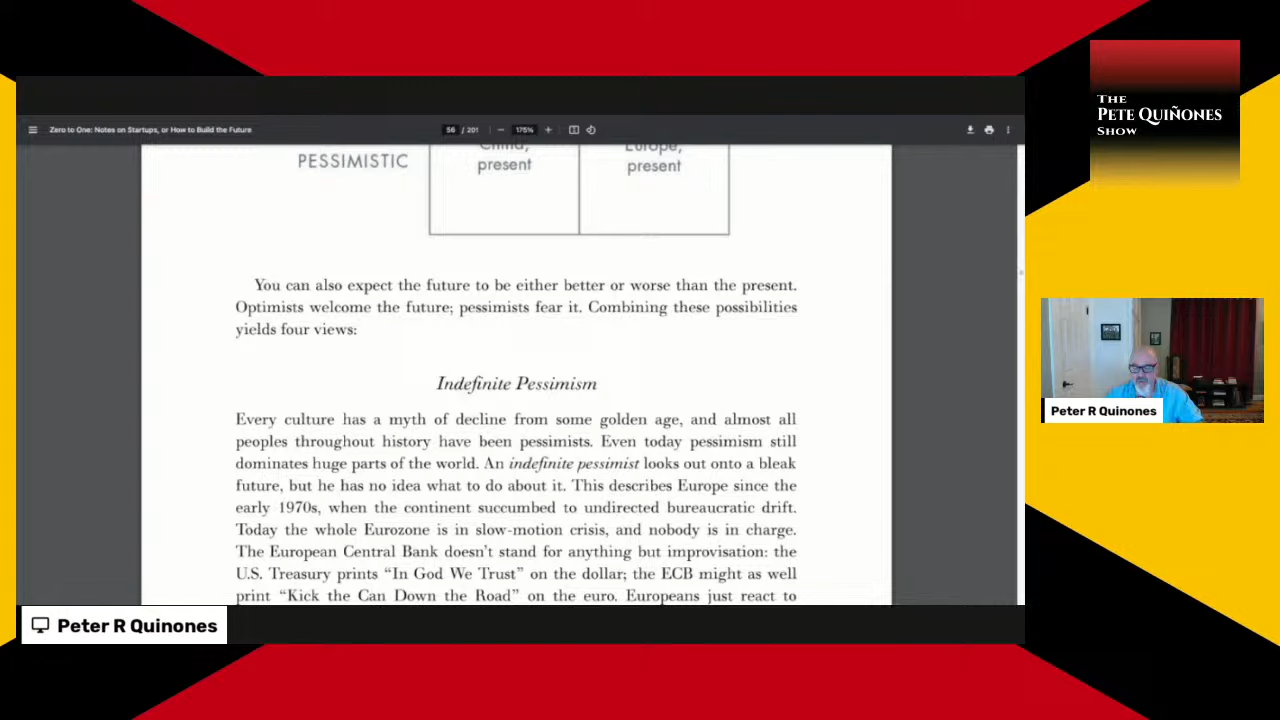 THE
PETE QUIÑONES
SHOW
Zero to One: Notes on Startups, or How to Build the Future
56 / 201
175%
China,
present
Europe,
present
PESSIMISTIC
You can also expect the future to be either better or worse than the present.
Optimists welcome the future; pessimists fear it. Combining these possibilities
yields four views:
Indefinite Pessimism
Every culture has a myth of decline from some golden age, and almost all
peoples throughout history have been pessimists. Even today pessimism still
dominates huge parts of the world. An indefinite pessimist looks out onto a bleak
future, but he has no idea what to do about it. This describes Europe since the
early 1970s, when the continent succumbed to undirected bureaucratic drift.
Today the whole Eurozone is in slow-motion crisis, and nobody is in charge.
The European Central Bank doesn't stand for anything but improvisation: the
U.S. Treasury prints “In God We Trust” on the dollar; the ECB might as well
print “Kick the Can Down the Road” on the euro. Europeans just react to
Peter R Quinones
Peter R Quinones